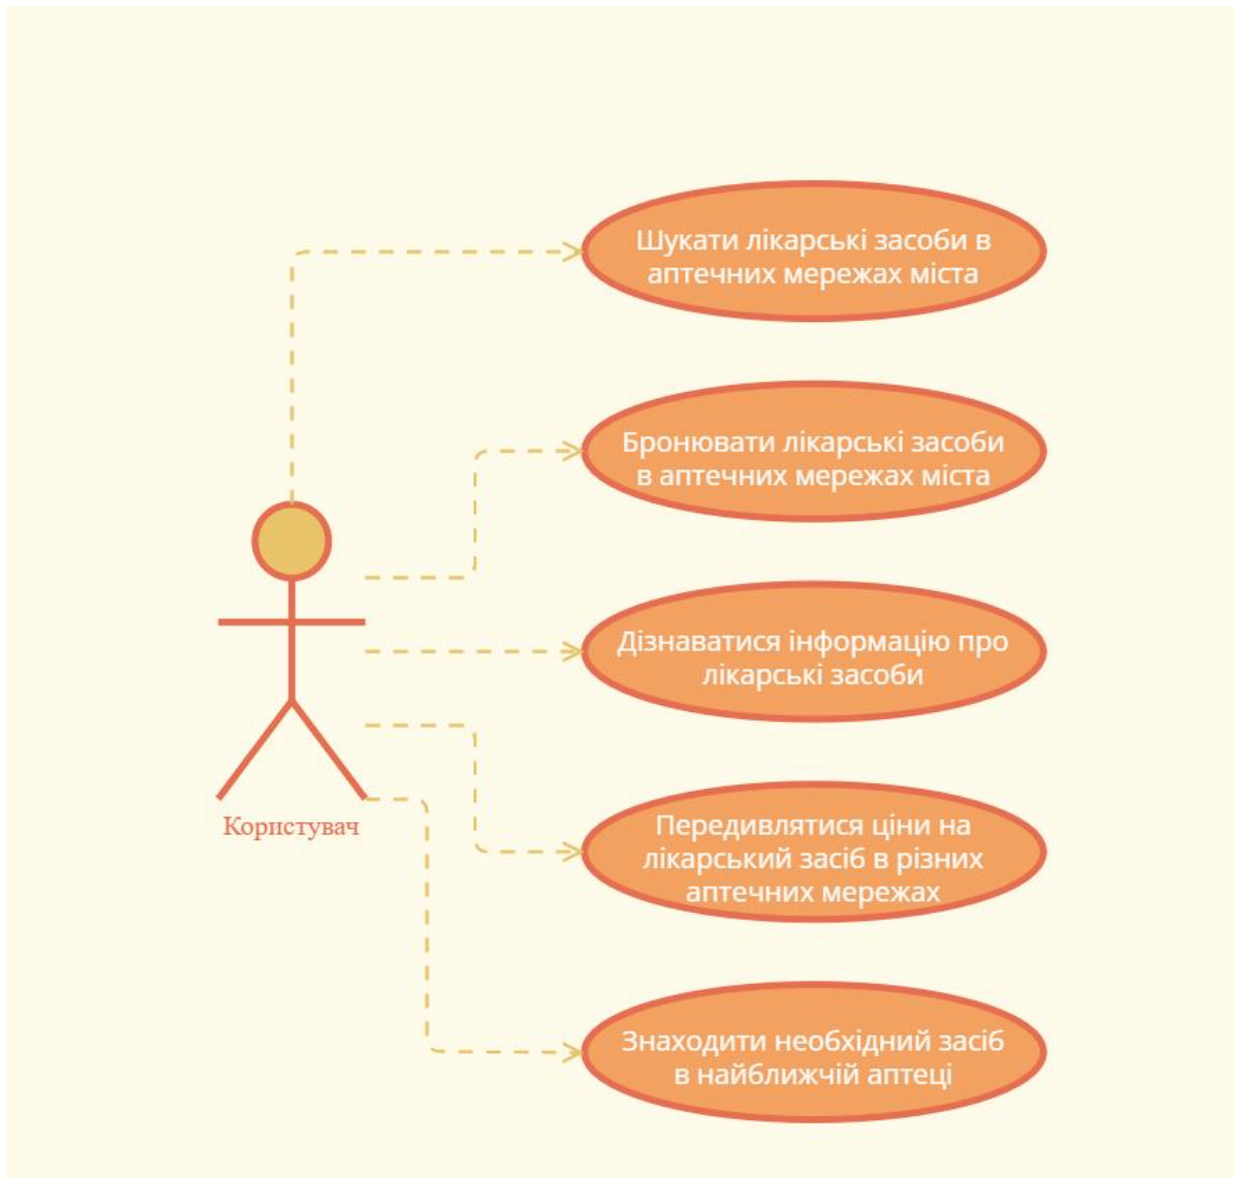 Шукати лікарські засоби в
аптечних мережах міста
Бронювати лікарські засоби
в аптечних мережах міста
Дізнаватися інформацію про
лікарські засоби
Передивлятися ціни на
лікарський засіб в різних
аптечних мережах
Користувач
Знаходити необхідний засіб
в найближчій аптеці